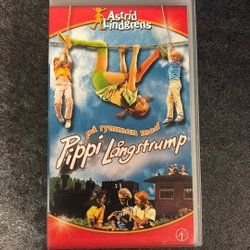 Astrid
Lindgrens
på rymmen med
Pippi Långstrump